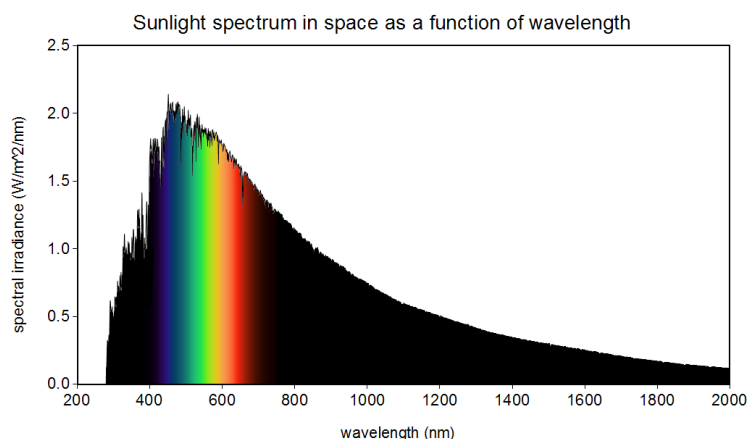 Sunlight spectrum in space as a function of wavelength
2.5
2.0
1.5
1.0
0.5
0.0
spectral irradiance (W/m^2/nm)
200 400 600 800 1000 1200 1400 1600 1800 2000
wavelength (nm)